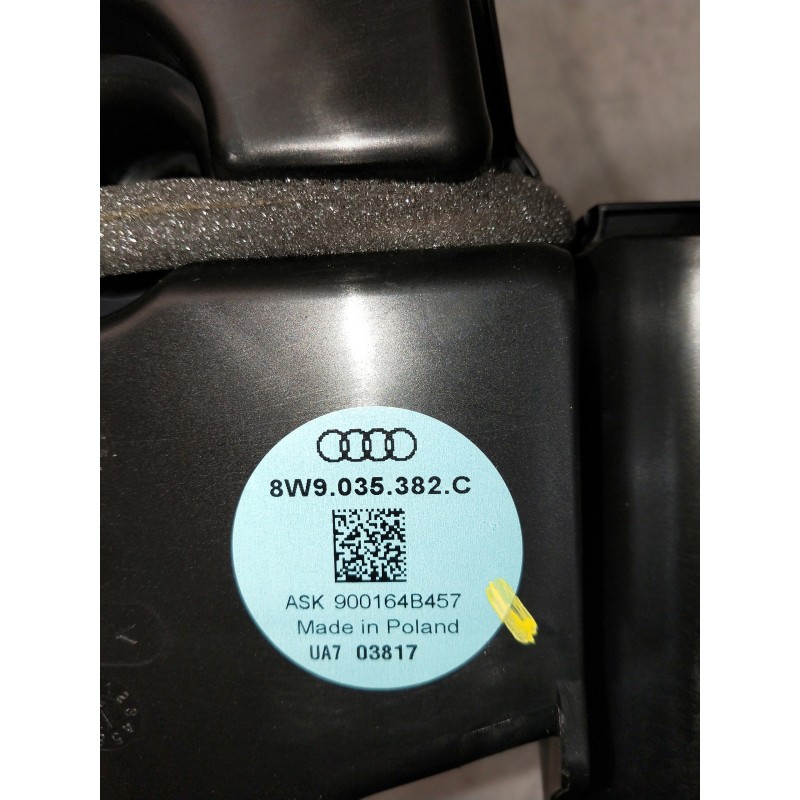 8W9.035.382.C
ASK 900164B457
Made in Poland
UA7 03817